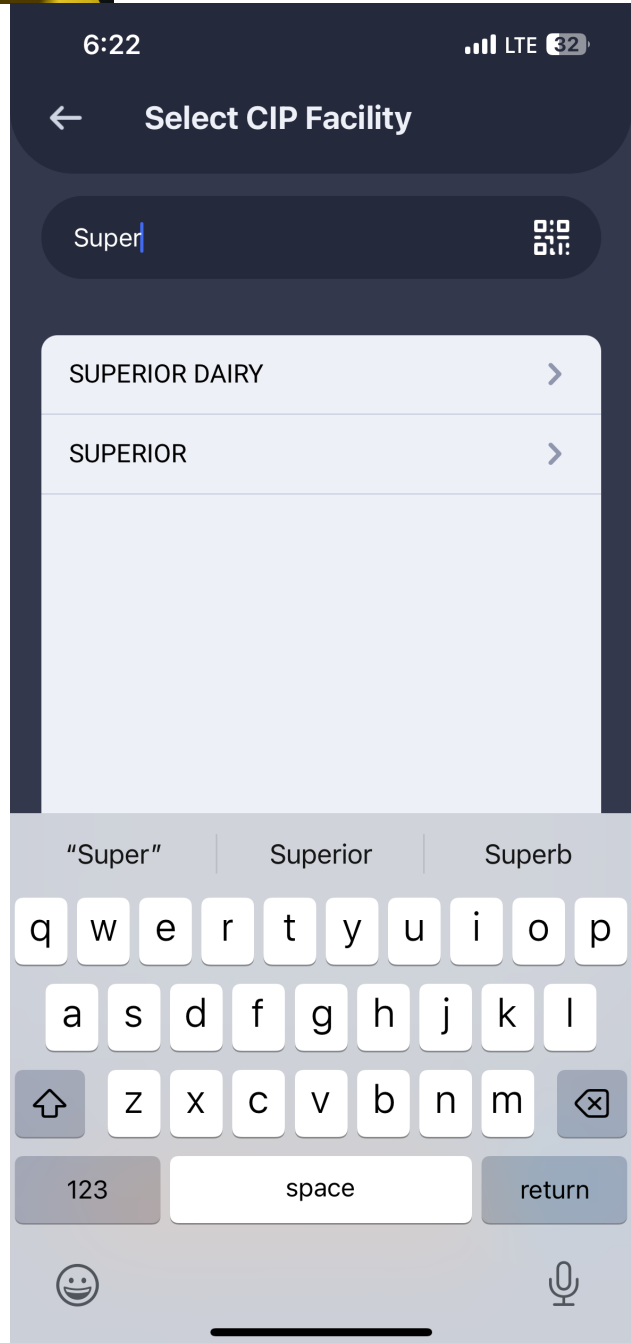 6:22 LTE 32
Select CIP Facility
Super
SUPERIOR DAIRY
SUPERIOR
“Super” Superior Superb
q w e r t y u i o p
a s d f g h j k l
z x c v b n m
123 space return